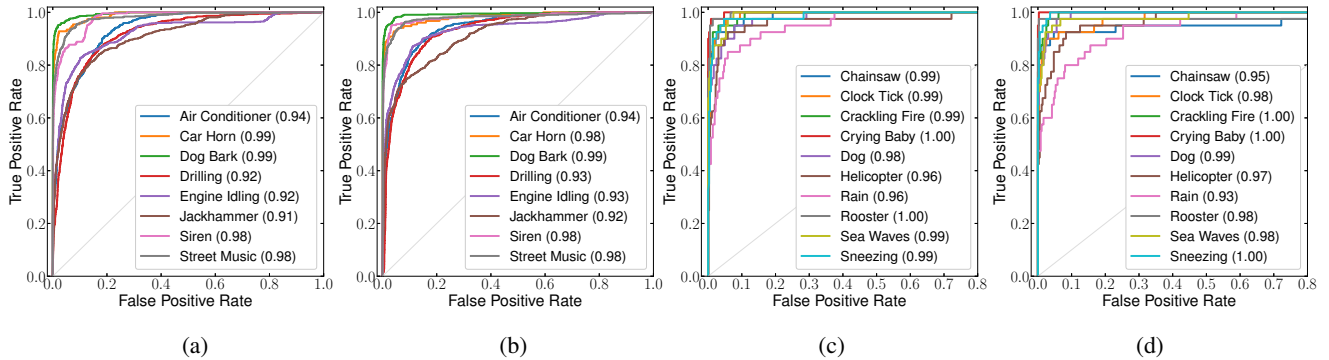 True Positive Rate
1.0
0.8
0.6
0.4
0.2
0.0
Air Conditioner (0.94)
Car Horn (0.99)
Dog Bark (0.99)
Drilling (0.92)
Engine Idling (0.92)
Jackhammer (0.91)
Siren (0.98)
Street Music (0.98)
0.0 0.2 0.4 0.6 0.8 1.0
False Positive Rate
(a)
True Positive Rate
1.0
0.8
0.6
0.4
0.2
0.0
Air Conditioner (0.94)
Car Horn (0.98)
Dog Bark (0.99)
Drilling (0.93)
Engine Idling (0.93)
Jackhammer (0.92)
Siren (0.98)
Street Music (0.98)
0.0 0.2 0.4 0.6 0.8 1.0
False Positive Rate
(b)
True Positive Rate
1.0
0.8
0.6
0.4
0.2
0.0
Chainsaw (0.99)
Clock Tick (0.99)
Crackling Fire (0.99)
Crying Baby (1.00)
Dog (0.98)
Helicopter (0.96)
Rain (0.96)
Rooster (1.00)
Sea Waves (0.99)
Sneezing (0.99)
0.0 0.1 0.2 0.3 0.4 0.5 0.6 0.7 0.8
False Positive Rate
(c)
True Positive Rate
1.0
0.8
0.6
0.4
0.2
0.0
Chainsaw (0.95)
Clock Tick (0.98)
Crackling Fire (1.00)
Crying Baby (1.00)
Dog (0.99)
Helicopter (0.97)
Rain (0.93)
Rooster (0.98)
Sea Waves (0.98)
Sneezing (1.00)
0.0 0.1 0.2 0.3 0.4 0.5 0.6 0.7 0.8
False Positive Rate
(d)